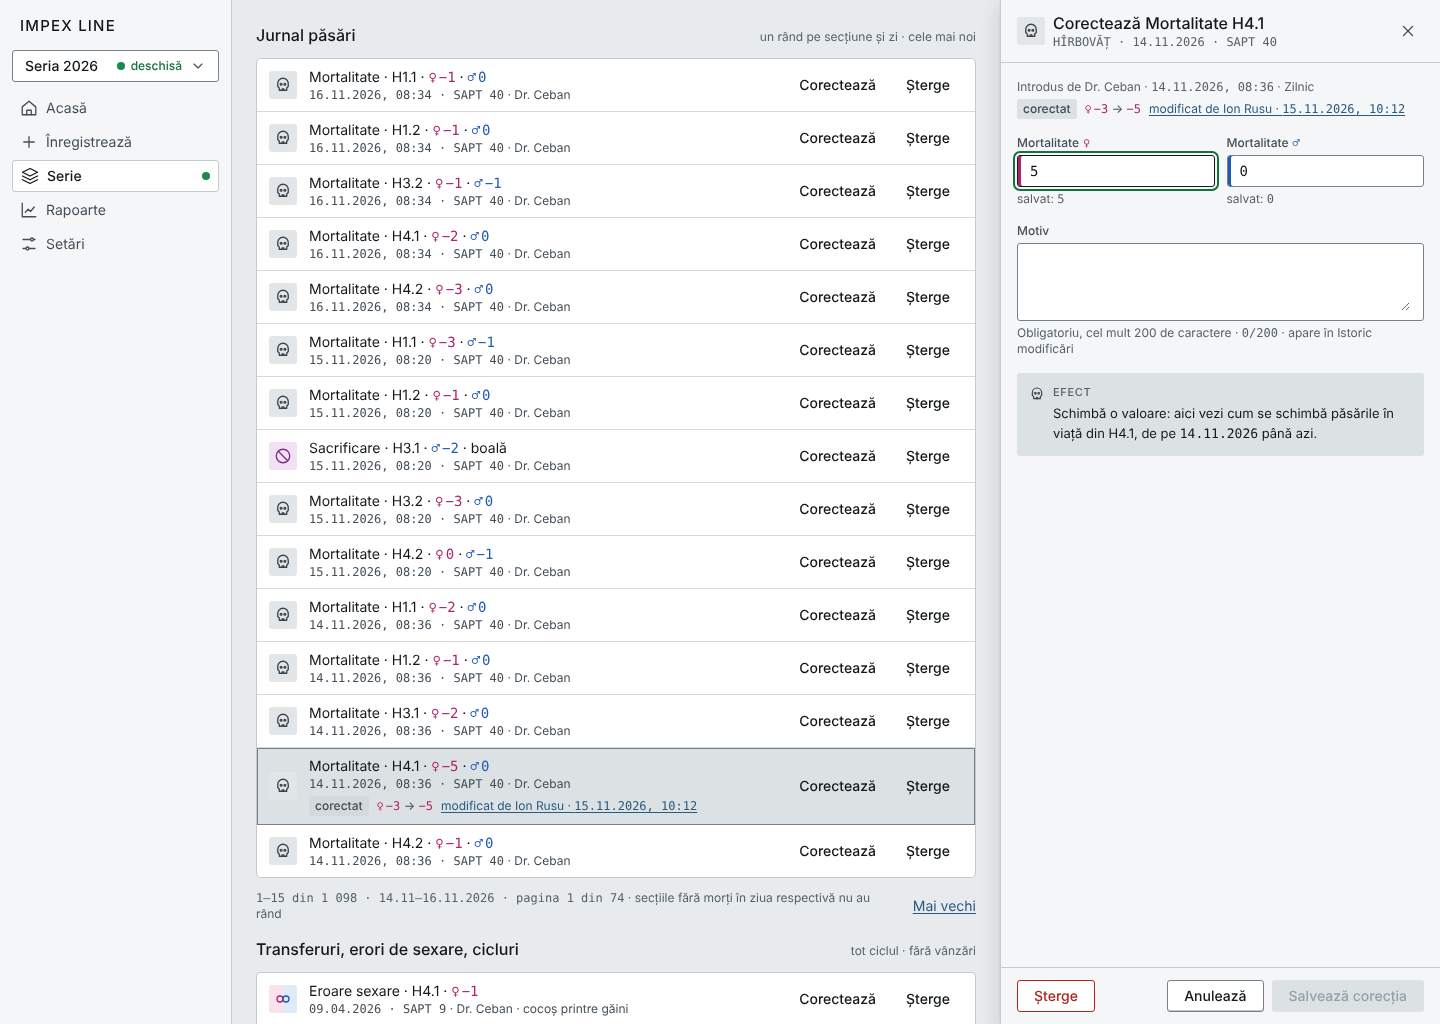 IMPEX LINE
Seria 2026 deschisă
Acasă
Înregistrează
Serie
Rapoarte
Setări
Jurnal păsări
un rând pe secțiune și zi · cele mai noi
Mortalitate · H1.1 · ♀−1 · ♂0
16.11.2026, 08:34 · SAPT 40 · Dr. Ceban
Corectează Șterge
Mortalitate · H1.2 · ♀−1 · ♂0
16.11.2026, 08:34 · SAPT 40 · Dr. Ceban
Corectează Șterge
Mortalitate · H3.2 · ♀−1 · ♂−1
16.11.2026, 08:34 · SAPT 40 · Dr. Ceban
Corectează Șterge
Mortalitate · H4.1 · ♀−2 · ♂0
16.11.2026, 08:34 · SAPT 40 · Dr. Ceban
Corectează Șterge
Mortalitate · H4.2 · ♀−3 · ♂0
16.11.2026, 08:34 · SAPT 40 · Dr. Ceban
Corectează Șterge
Mortalitate · H1.1 · ♀−3 · ♂−1
15.11.2026, 08:20 · SAPT 40 · Dr. Ceban
Corectează Șterge
Mortalitate · H1.2 · ♀−1 · ♂0
15.11.2026, 08:20 · SAPT 40 · Dr. Ceban
Corectează Șterge
Sacrificare · H3.1 · ♂−2 · boală
15.11.2026, 08:20 · SAPT 40 · Dr. Ceban
Corectează Șterge
Mortalitate · H3.2 · ♀−3 · ♂0
15.11.2026, 08:20 · SAPT 40 · Dr. Ceban
Corectează Șterge
Mortalitate · H4.2 · ♀0 · ♂−1
15.11.2026, 08:20 · SAPT 40 · Dr. Ceban
Corectează Șterge
Mortalitate · H1.1 · ♀−2 · ♂0
14.11.2026, 08:36 · SAPT 40 · Dr. Ceban
Corectează Șterge
Mortalitate · H1.2 · ♀−1 · ♂0
14.11.2026, 08:36 · SAPT 40 · Dr. Ceban
Corectează Șterge
Mortalitate · H3.1 · ♀−2 · ♂0
14.11.2026, 08:36 · SAPT 40 · Dr. Ceban
Corectează Șterge
Mortalitate · H4.1 · ♀−5 · ♂0
14.11.2026, 08:36 · SAPT 40 · Dr. Ceban
corectat ♀−3 → −5 modificat de Ion Rusu · 15.11.2026, 10:12
Corectează Șterge
Mortalitate · H4.2 · ♀−1 · ♂0
14.11.2026, 08:36 · SAPT 40 · Dr. Ceban
Corectează Șterge
1–15 din 1 098 · 14.11–16.11.2026 · pagina 1 din 74 · secțiile fără morți în ziua respectivă nu au
rând
Mai vechi
Transferuri, erori de sexare, cicluri
tot ciclul · fără vânzări
Eroare sexare · H4.1 · ♀−1
09.04.2026 · SAPT 9 · Dr. Ceban · cocoș printre găini
Corectează Șterge
Corectează Mortalitate H4.1
HÎRBOVĂȚ · 14.11.2026 · SAPT 40
Introdus de Dr. Ceban · 14.11.2026, 08:36 · Zilnic
corectat ♀−3 → −5 modificat de Ion Rusu · 15.11.2026, 10:12
Mortalitate ♀ Mortalitate ♂
5 0
salvat: 5 salvat: 0
Motiv
Obligatoriu, cel mult 200 de caractere · 0/200 · apare în Istoric
modificări
EFECT
Schimbă o valoare: aici vezi cum se schimbă păsările în
viață din H4.1, de pe 14.11.2026 până azi.
Șterge Anulează Salvează corecția